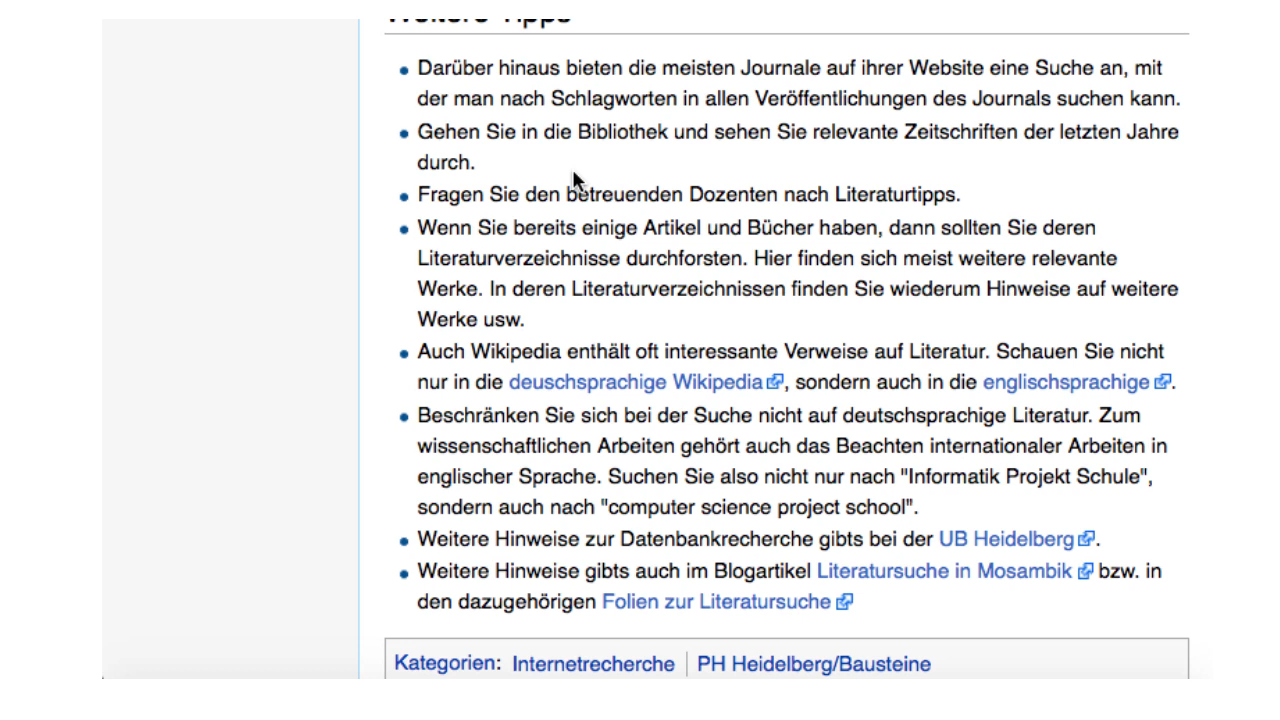 Weitere Tipps
Darüber hinaus bieten die meisten Journale auf ihrer Website eine Suche an, mit
der man nach Schlagworten in allen Veröffentlichungen des Journals suchen kann.
Gehen Sie in die Bibliothek und sehen Sie relevante Zeitschriften der letzten Jahre
durch.
Fragen Sie den betreuenden Dozenten nach Literaturtipps.
Wenn Sie bereits einige Artikel und Bücher haben, dann sollten Sie deren
Literaturverzeichnisse durchforsten. Hier finden sich meist weitere relevante
Werke. In deren Literaturverzeichnissen finden Sie wiederum Hinweise auf weitere
Werke usw.
Auch Wikipedia enthält oft interessante Verweise auf Literatur. Schauen Sie nicht
nur in die deuschsprachige Wikipedia, sondern auch in die englischsprachige.
Beschränken Sie sich bei der Suche nicht auf deutschsprachige Literatur. Zum
wissenschaftlichen Arbeiten gehört auch das Beachten internationaler Arbeiten in
englischer Sprache. Suchen Sie also nicht nur nach "Informatik Projekt Schule",
sondern auch nach "computer science project school".
Weitere Hinweise zur Datenbankrecherche gibts bei der UB Heidelberg.
Weitere Hinweise gibts auch im Blogartikel Literatursuche in Mosambik bzw. in
den dazugehörigen Folien zur Literatursuche
Kategorien: Internetrecherche | PH Heidelberg/Bausteine